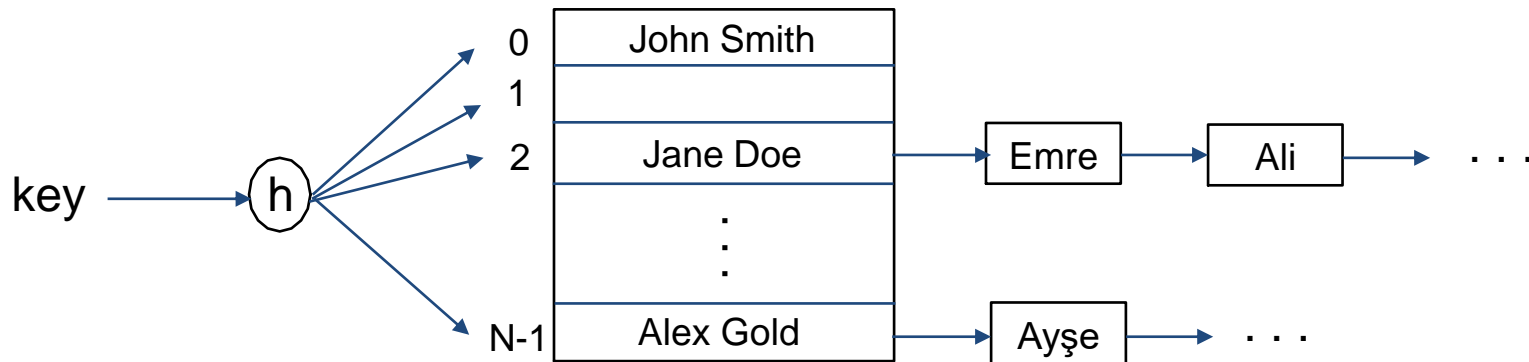 0 John Smith
1
2 Jane Doe Emre Ali . . .
key h
.
.
.
N-1 Alex Gold Ayşe . . .